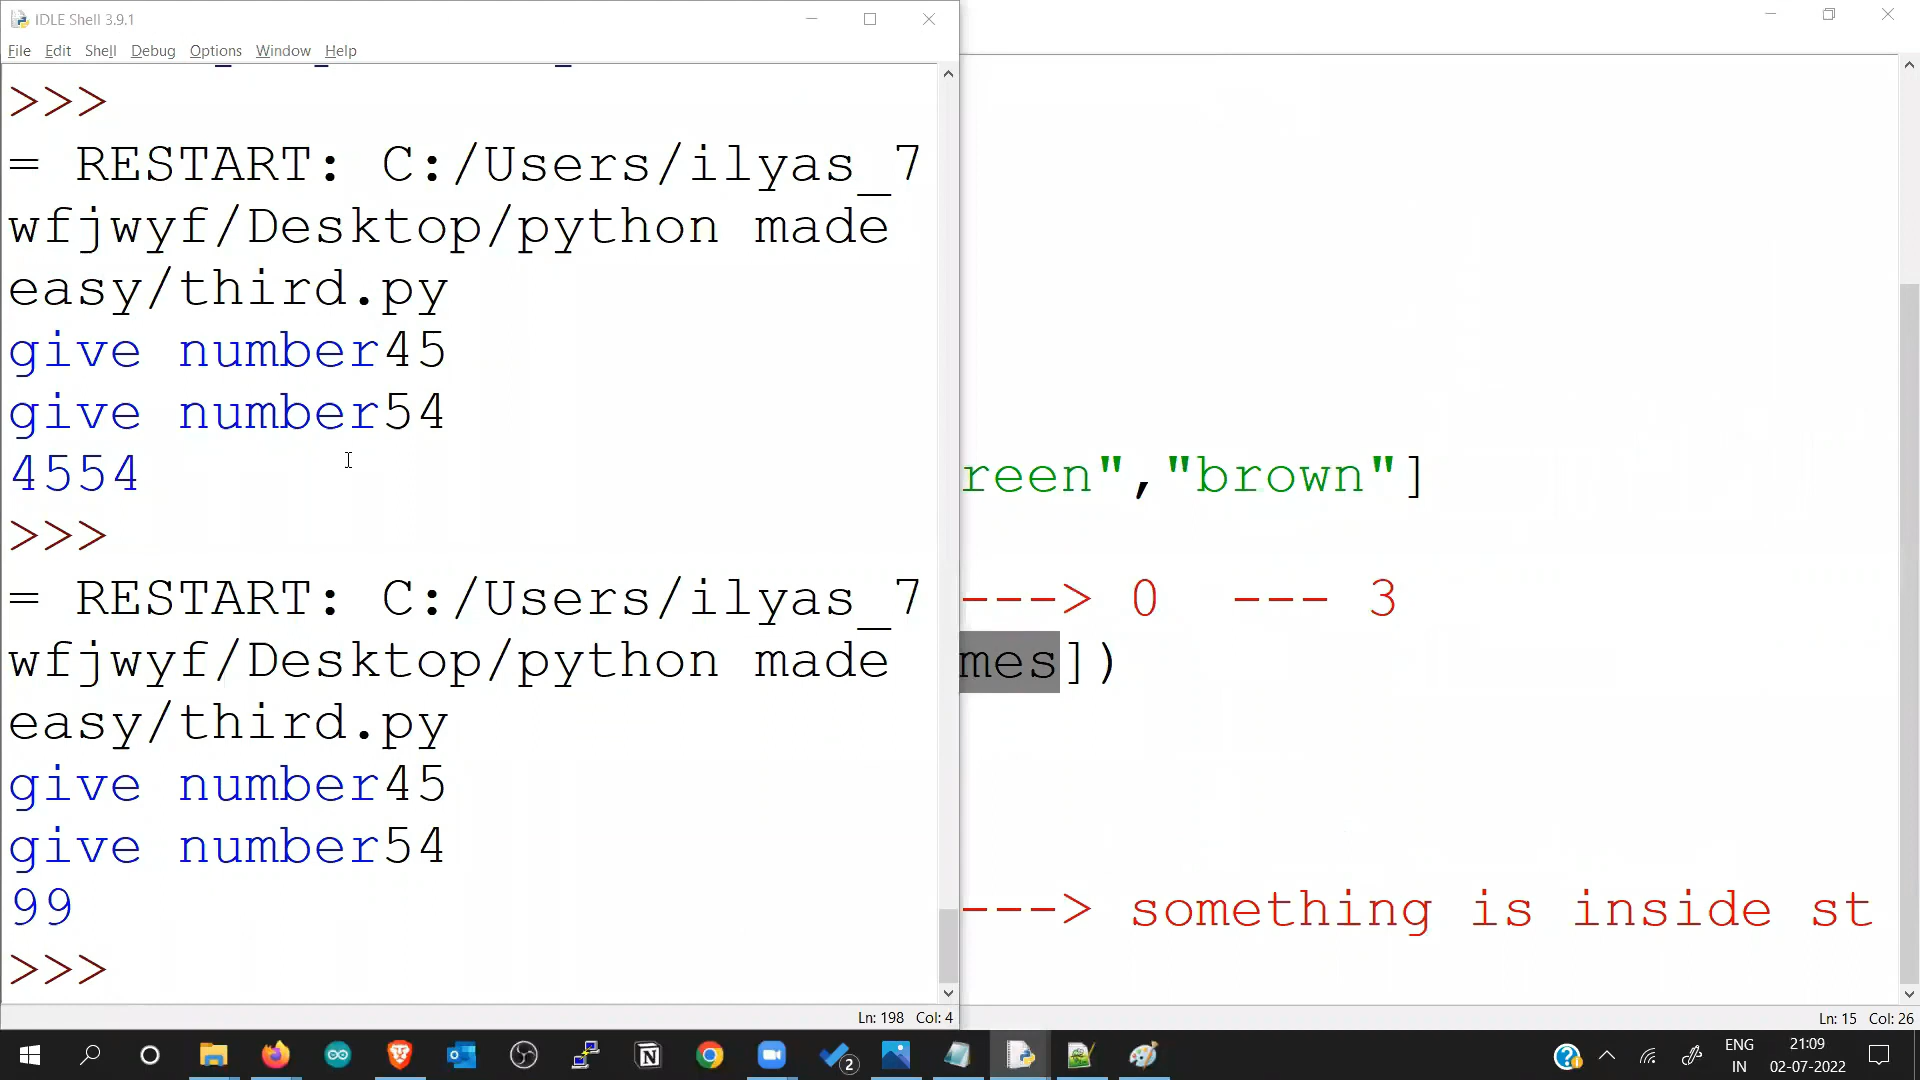 IDLE Shell 3.9.1
File Edit Shell Debug Options Window Help
>>>
= RESTART: C:/Users/ilyas_7
wfjwyf/Desktop/python made
easy/third.py
give number45
give number54
4554
>>>
= RESTART: C:/Users/ilyas_7
wfjwyf/Desktop/python made
easy/third.py
give number45
give number54
99
>>>
Ln: 198 Col: 4
reen","brown"]
---> 0 --- 3
mes])
---> something is inside st
Ln: 15 Col: 26
2
ENG
IN
21:09
02-07-2022